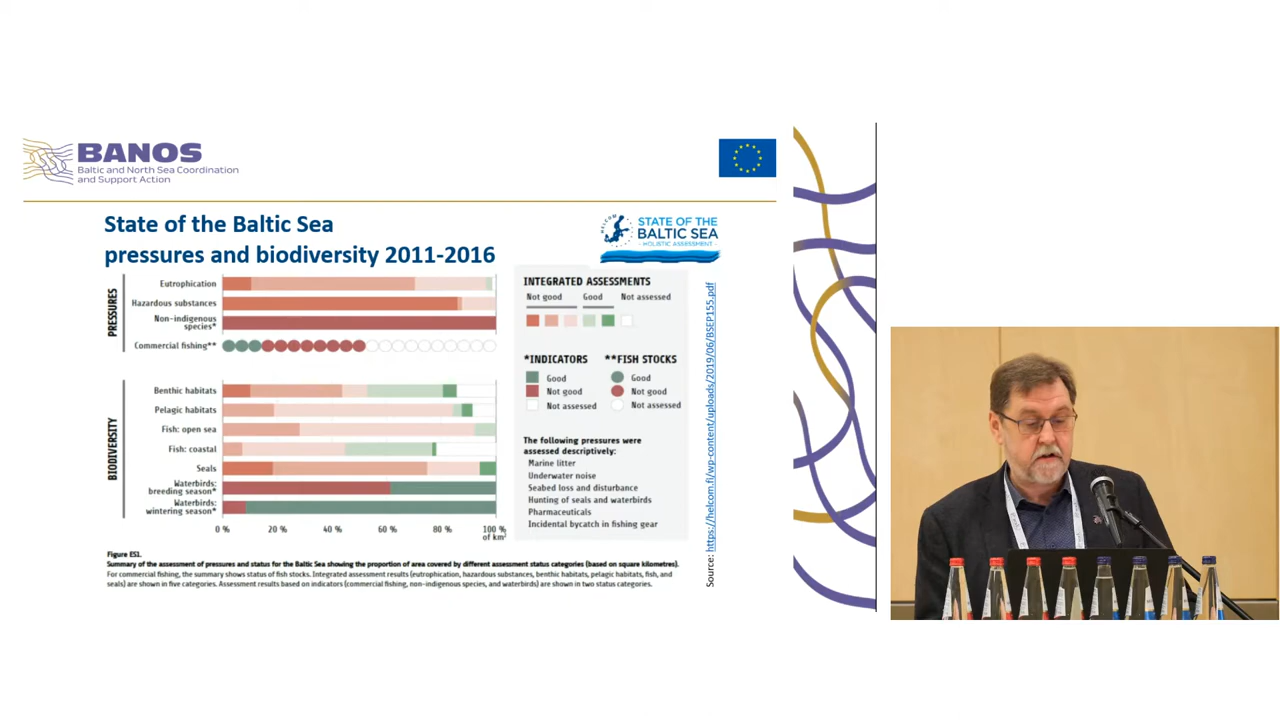 BANOS
Baltic and North Sea Coordination
and Support Action
State of the Baltic Sea
pressures and biodiversity 2011-2016
HELCOM
STATE OF THE
BALTIC SEA
HOLISTIC ASSESSMENT
PRESSURES
Eutrophication
Hazardous substances
Non-indigenous
species*
Commercial fishing**
BIODIVERSITY
Benthic habitats
Pelagic habitats
Fish: open sea
Fish: coastal
Seals
Waterbirds:
breeding season*
Waterbirds:
wintering season*
0 % 20 % 40 % 60 % 80 % 100 %
of km²
INTEGRATED ASSESSMENTS
Not good Good Not assessed
*INDICATORS
Good
Not good
Not assessed
**FISH STOCKS
Good
Not good
Not assessed
The following pressures were
assessed descriptively:
Marine litter
Underwater noise
Seabed loss and disturbance
Hunting of seals and waterbirds
Pharmaceuticals
Incidental bycatch in fishing gear
Source: https://helcom.fi/wp-content/uploads/2019/06/BSEP155.pdf
Figure ES1.
Summary of the assessment of pressures and status for the Baltic Sea showing the proportion of area covered by different assessment status categories (based on square kilometres).
For commercial fishing, the summary shows status of fish stocks. Integrated assessment results (eutrophication, hazardous substances, benthic habitats, pelagic habitats, fish, and
seals) are shown in five categories. Assessment results based on indicators (commercial fishing, non-indigenous species, and waterbirds) are shown in two status categories.